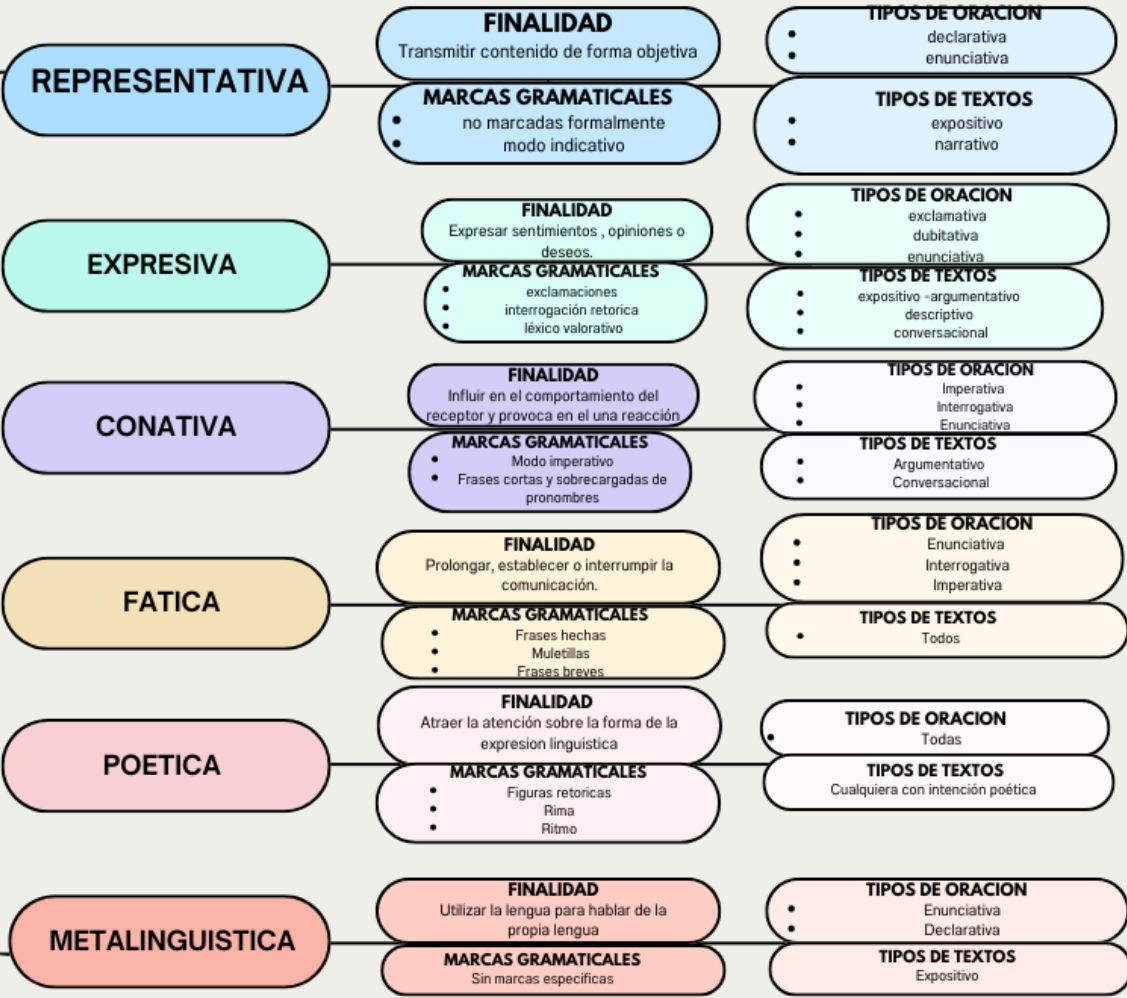 REPRESENTATIVA
FINALIDAD
Transmitir contenido de forma objetiva
MARCAS GRAMATICALES
no marcadas formalmente
modo indicativo
TIPOS DE ORACION
declarativa
enunciativa
TIPOS DE TEXTOS
expositivo
narrativo
EXPRESIVA
FINALIDAD
Expresar sentimientos , opiniones o
deseos.
MARCAS GRAMATICALES
exclamaciones
interrogación retorica
léxico valorativo
TIPOS DE ORACION
exclamativa
dubitativa
enunciativa
TIPOS DE TEXTOS
expositivo -argumentativo
descriptivo
conversacional
CONATIVA
FINALIDAD
Influir en el comportamiento del
receptor y provoca en el una reacción
MARCAS GRAMATICALES
Modo imperativo
Frases cortas y sobrecargadas de
pronombres
TIPOS DE ORACION
Imperativa
Interrogativa
Enunciativa
TIPOS DE TEXTOS
Argumentativo
Conversacional
FATICA
FINALIDAD
Prolongar, establecer o interrumpir la
comunicación.
MARCAS GRAMATICALES
Frases hechas
Muletillas
Frases breves
TIPOS DE ORACION
Enunciativa
Interrogativa
Imperativa
TIPOS DE TEXTOS
Todos
POETICA
FINALIDAD
Atraer la atención sobre la forma de la
expresion linguistica
MARCAS GRAMATICALES
Figuras retoricas
Rima
Ritmo
TIPOS DE ORACION
Todas
TIPOS DE TEXTOS
Cualquiera con intención poética
METALINGUISTICA
FINALIDAD
Utilizar la lengua para hablar de la
propia lengua
MARCAS GRAMATICALES
Sin marcas especificas
TIPOS DE ORACION
Enunciativa
Declarativa
TIPOS DE TEXTOS
Expositivo